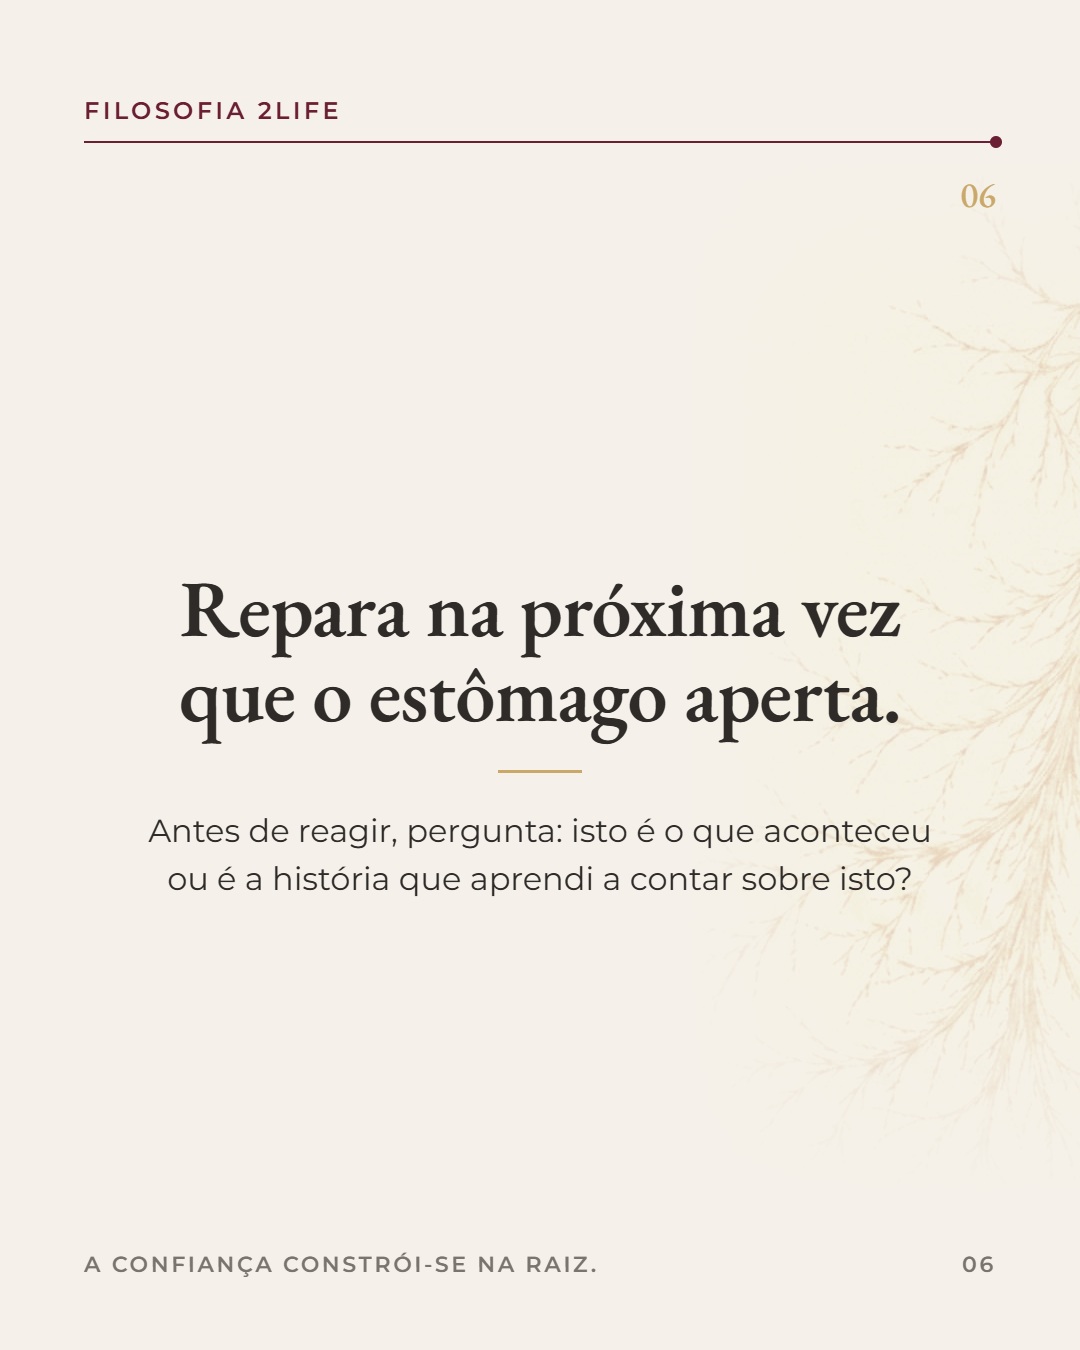 FILOSOFIA 2LIFE
06
Repara na próxima vez
que o estômago aperta.
Antes de reagir, pergunta: isto é o que aconteceu
ou é a história que aprendi a contar sobre isto?
A CONFIANÇA CONSTRÓI-SE NA RAIZ.
06